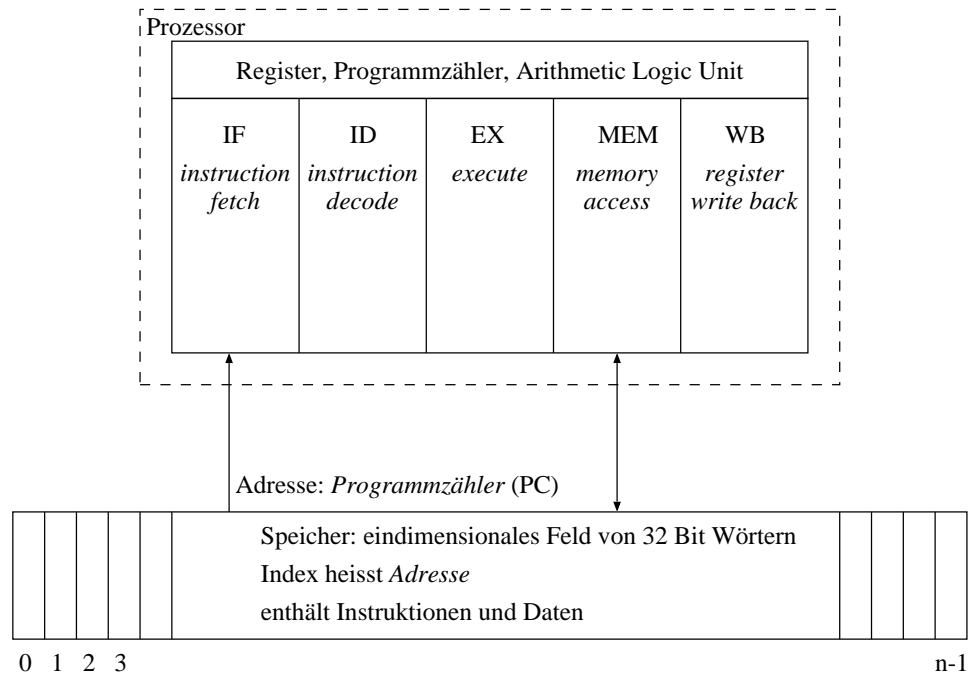 Prozessor
Register, Programmzähler, Arithmetic Logic Unit
IF
instruction
fetch
ID
instruction
decode
EX
execute
MEM
memory
access
WB
register
write back
Adresse: Programmzähler (PC)
Speicher: eindimensionales Feld von 32 Bit Wörtern
Index heisst Adresse
enthält Instruktionen und Daten
0 1 2 3 n-1